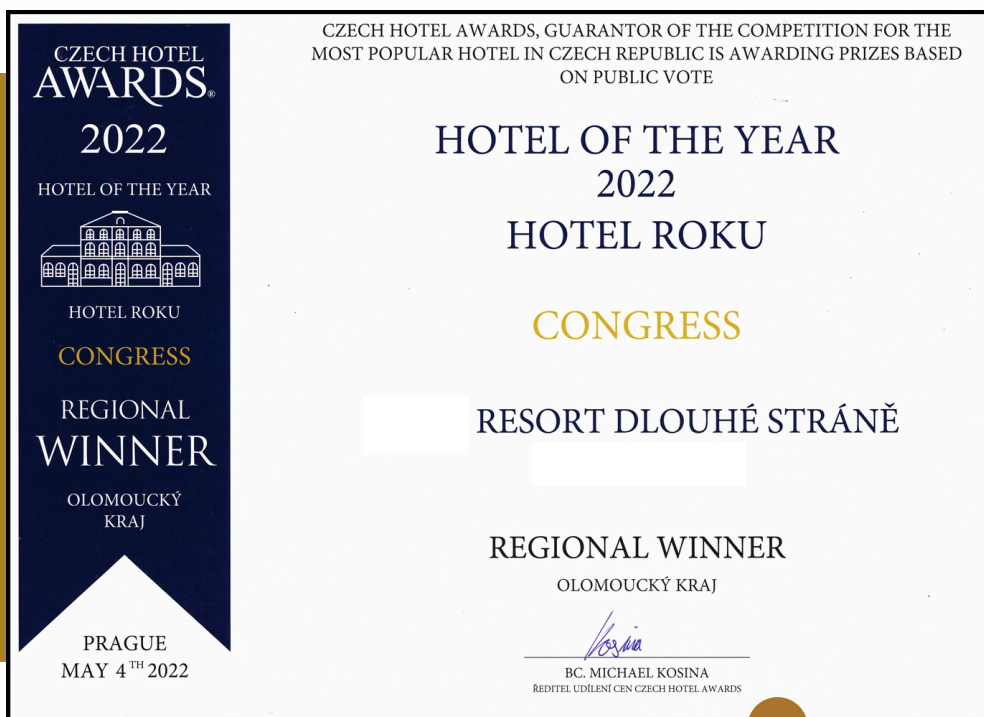 CZECH HOTEL
AWARDS®
2022
HOTEL OF THE YEAR
HOTEL ROKU
CONGRESS
REGIONAL
WINNER
OLOMOUCKÝ
KRAJ
PRAGUE
MAY 4TH 2022
CZECH HOTEL AWARDS, GUARANTOR OF THE COMPETITION FOR THE
MOST POPULAR HOTEL IN CZECH REPUBLIC IS AWARDING PRIZES BASED
ON PUBLIC VOTE
HOTEL OF THE YEAR
2022
HOTEL ROKU
CONGRESS
RESORT DLOUHÉ STRÁNĚ
REGIONAL WINNER
OLOMOUCKÝ KRAJ
Kosina
BC. MICHAEL KOSINA
ŘEDITEL UDÍLENÍ CEN CZECH HOTEL AWARDS